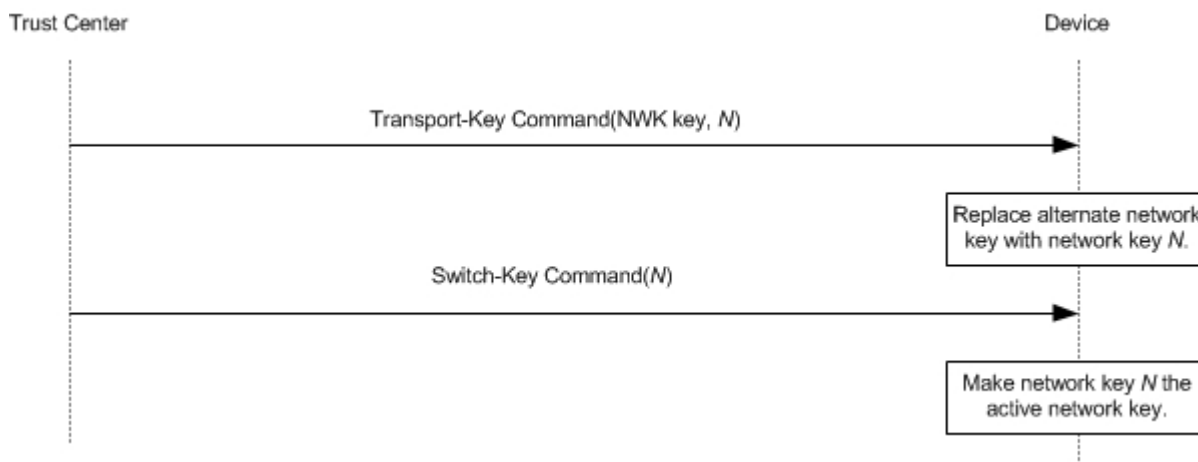 Trust Center
Device
Transport-Key Command(NWK key, N)
Replace alternate network
key with network key N.
Switch-Key Command(N)
Make network key N the
active network key.